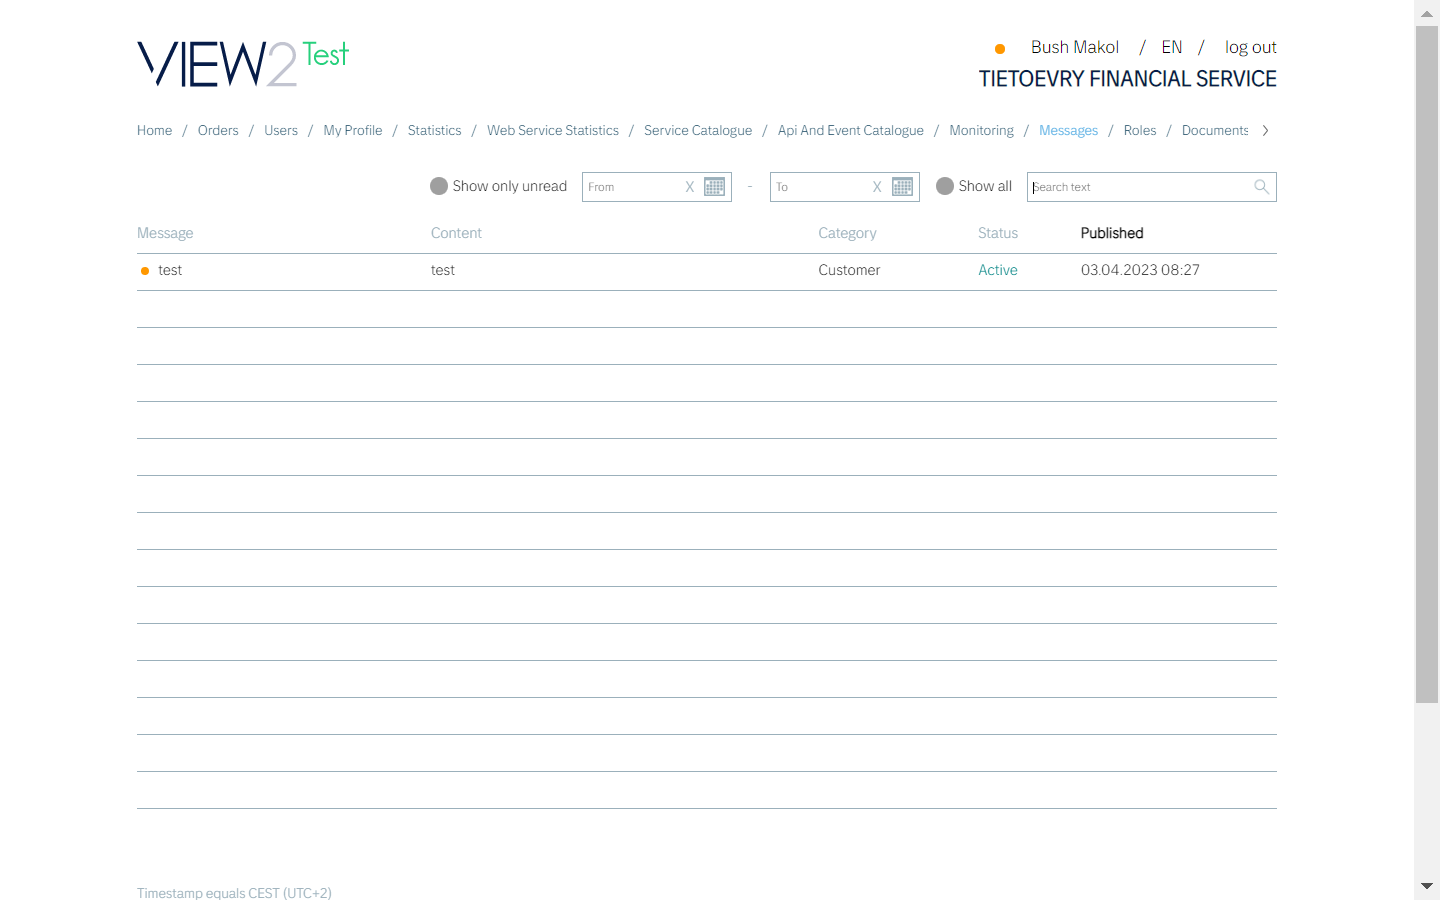 VIEW2 Test
Bush Makol / EN / log out
TIETOEVRY FINANCIAL SERVICE
Home / Orders / Users / My Profile / Statistics / Web Service Statistics / Service Catalogue / Api And Event Catalogue / Monitoring / Messages / Roles / Documents
Show only unread From X - To X Show all Search text
Message Content Category Status Published
test test Customer Active 03.04.2023 08:27
Timestamp equals CEST (UTC+2)